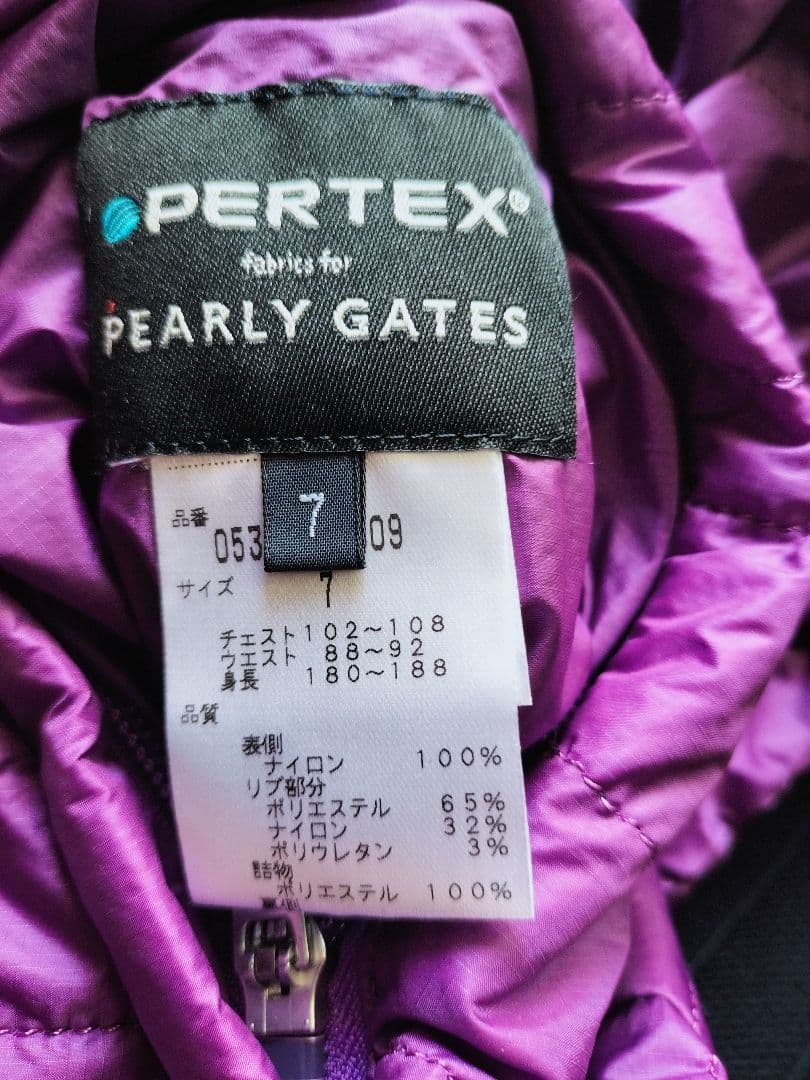 PERTEX®
fabrics for
PEARLY GATES
7
品番
053 09
サイズ
7
チェスト 102～108
ウエスト 88～92
身長 180～188
品質
表側
ナイロン 100%
リブ部分
ポリエステル 65%
ナイロン 32%
ポリウレタン 3%
詰物
ポリエステル 100%